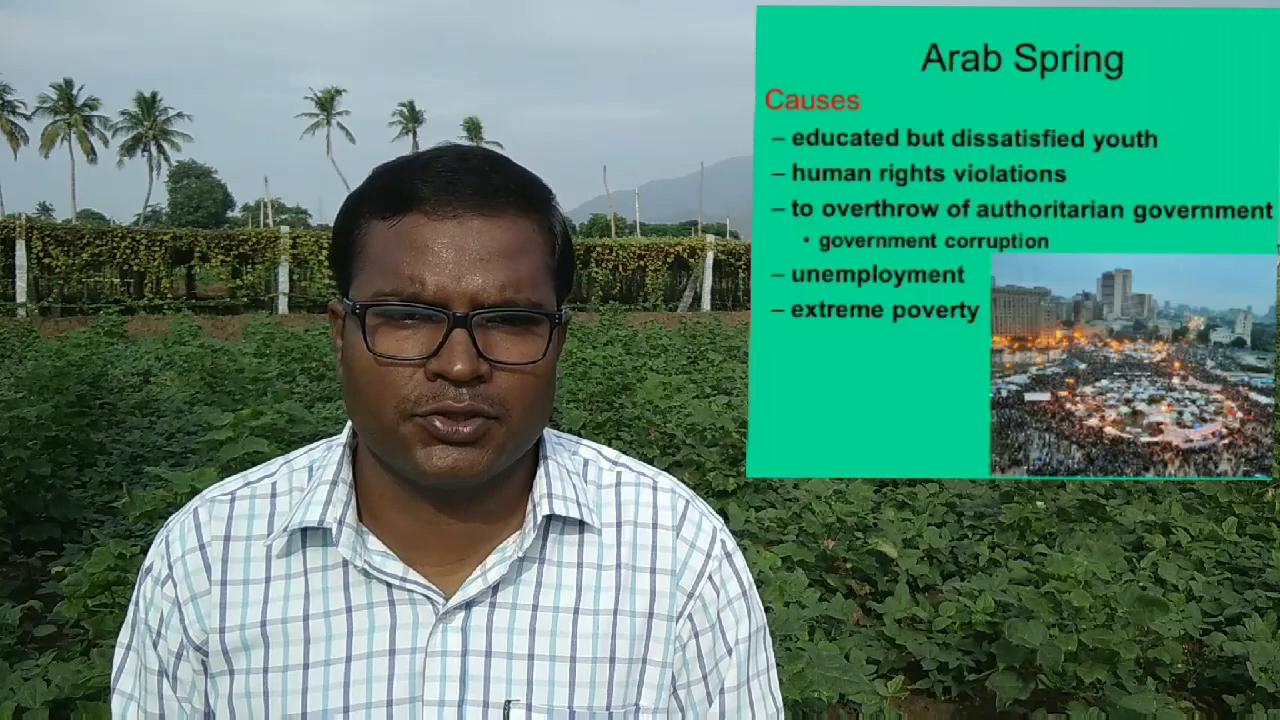 Arab Spring
Causes
– educated but dissatisfied youth
– human rights violations
– to overthrow of authoritarian government
• government corruption
– unemployment
– extreme poverty